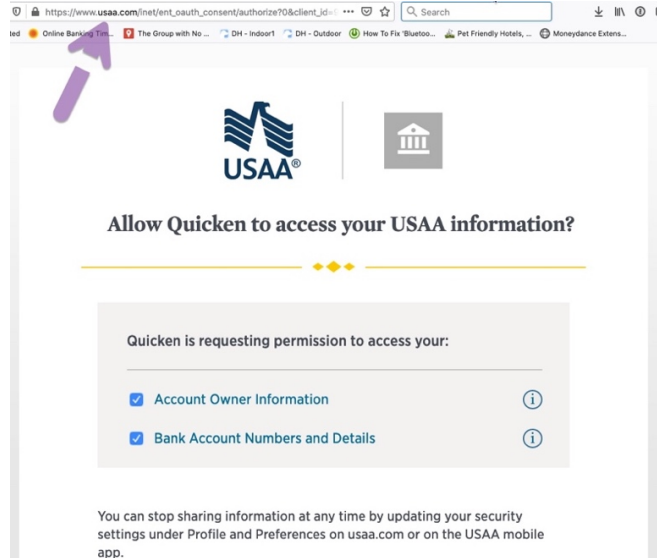 https://www.usaa.com/inet/ent_oauth_consent/authorize?0&client_id= Search
Online Banking Tim... The Group with No ... DH - Indoor1 DH - Outdoor How To Fix 'Bluetoo... Pet Friendly Hotels, ... Moneydance Extens...
USAA®
Allow Quicken to access your USAA information?
Quicken is requesting permission to access your:
Account Owner Information
Bank Account Numbers and Details
You can stop sharing information at any time by updating your security
settings under Profile and Preferences on usaa.com or on the USAA mobile
app.